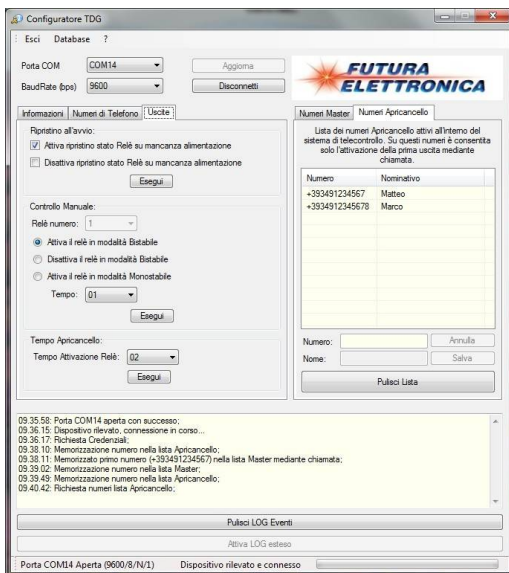 Configuratore TDG
Esci Database ?
Porta COM COM14 Aggiorna
BaudRate (bps) 9600 Disconnetti
FUTURA
ELETTRONICA
Informazioni Numeri di Telefono Uscite
Ripristino all'avvio:
Attiva ripristino stato Relè su mancanza alimentazione
Disattiva ripristino stato Relè su mancanza alimentazione
Esegui
Controllo Manuale:
Relè numero: 1
Attiva il relè in modalità Bistabile
Disattiva il relè in modalità Bistabile
Attiva il relè in modalità Monostabile
Tempo: 01
Esegui
Tempo Apricancello:
Tempo Attivazione Relè: 02
Esegui
Numeri Master Numeri Apricancello
Lista dei numeri Apricancello attivi all'interno del
sistema di telecontrollo. Su questi numeri è consentita
solo l'attivazione della prima uscita mediante
chiamata.
Numero Nominativo
+393491234567 Matteo
+3934912345678 Marco
Numero: Annulla
Nome: Salva
Pulisci Lista
09.35.58: Porta COM14 aperta con successo;
09.36.15: Dispositivo rilevato, connessione in corso...
09.36.17: Richiesta Credenziali;
09.38.10: Memorizzazione numero nella lista Apricancello;
09.38.11: Memorizzato primo numero (+393491234567) nella lista Master mediante chiamata;
09.39.02: Memorizzazione numero nella lista Master;
09.39.49: Memorizzazione numero nella lista Apricancello;
09.40.42: Richiesta numeri lista Apricancello;
Pulisci LOG Eventi
Attiva LOG esteso
Porta COM14 Aperta (9600/8/N/1) Dispositivo rilevato e connesso